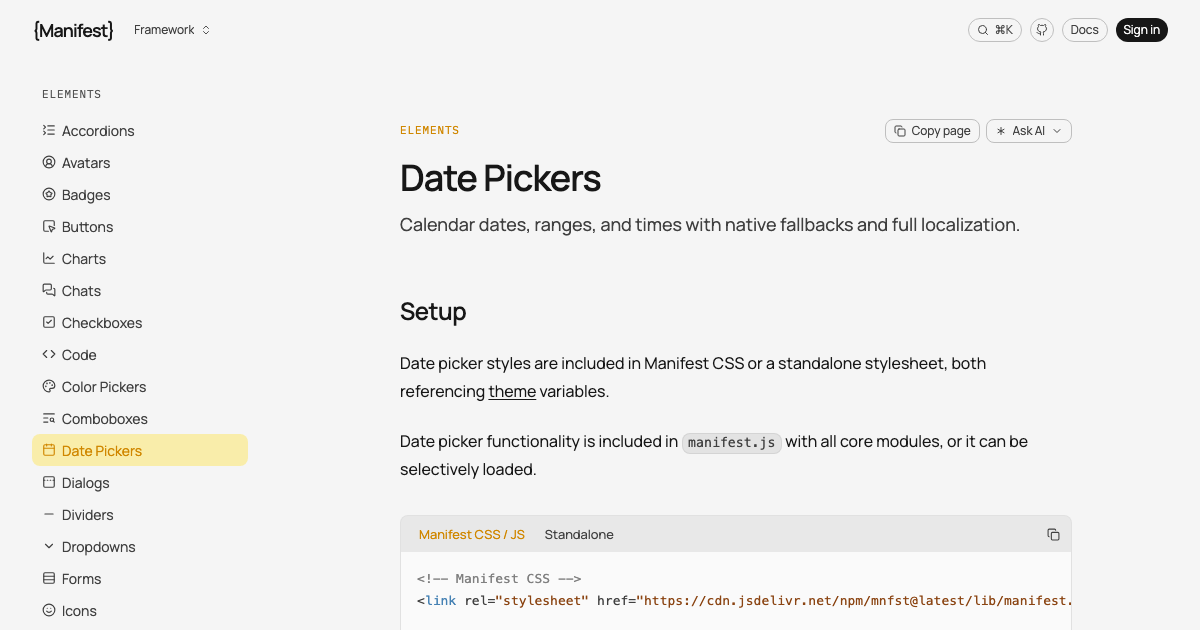 {Manifest}
Framework
⌘K
Docs
Sign in
ELEMENTS
Accordions
Avatars
Badges
Buttons
Charts
Chats
Checkboxes
Code
Color Pickers
Comboboxes
Date Pickers
Dialogs
Dividers
Dropdowns
Forms
Icons
ELEMENTS
Copy page
Ask AI
Date Pickers
Calendar dates, ranges, and times with native fallbacks and full localization.
Setup
Date picker styles are included in Manifest CSS or a standalone stylesheet, both
referencing theme variables.
Date picker functionality is included in manifest.js with all core modules, or it can be
selectively loaded.
Manifest CSS / JS
Standalone
<!-- Manifest CSS -->
<link rel="stylesheet" href="https://cdn.jsdelivr.net/npm/mnfst@latest/lib/manifest.